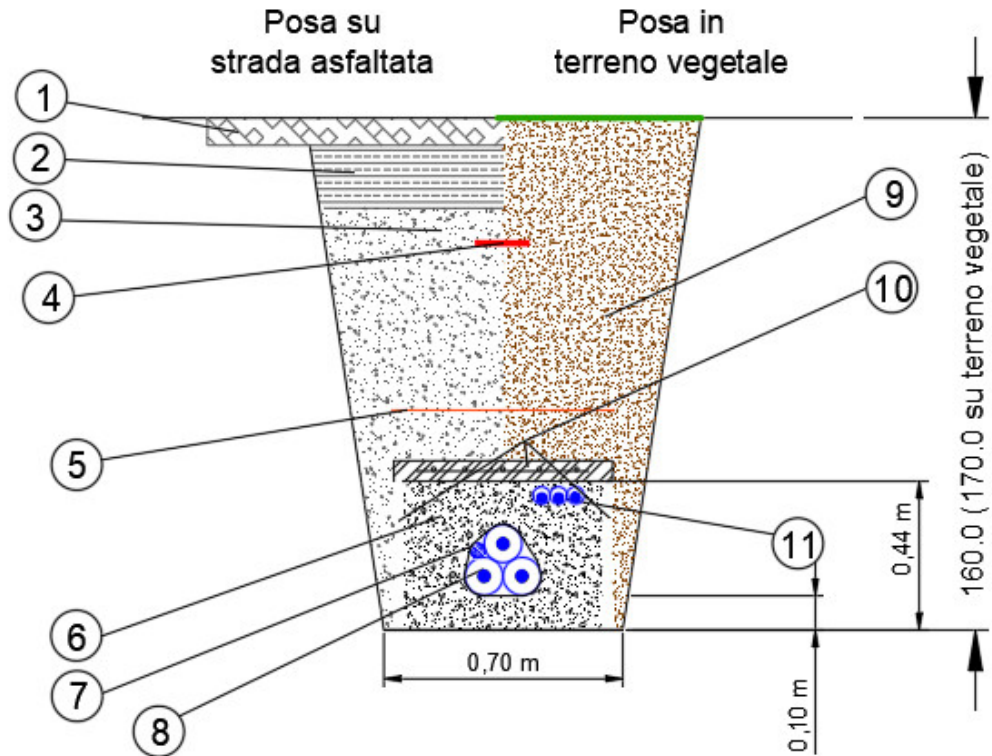 Posa su
strada asfaltata
Posa in
terreno vegetale
1
2
3
4
5
6
7
8
9
10
11
0,70 m
0,10 m
0,44 m
160.0 (170.0 su terreno vegetale)